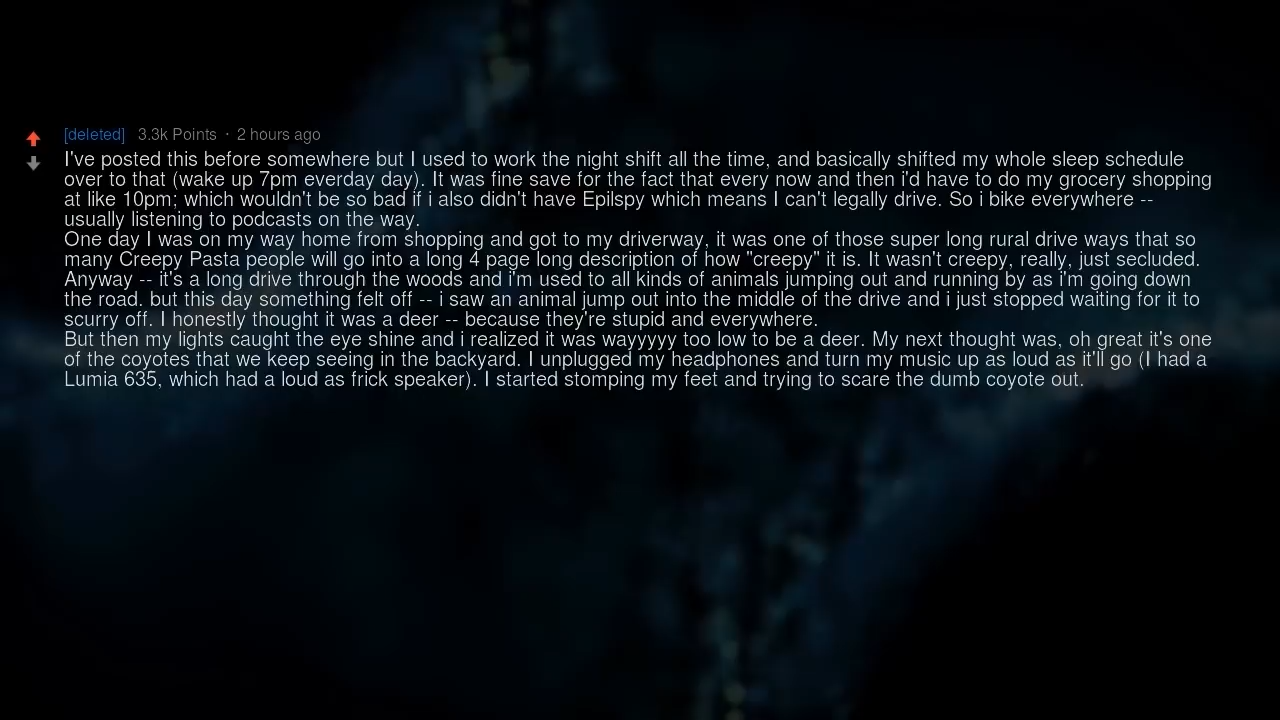 [deleted] 3.3k Points · 2 hours ago
I've posted this before somewhere but I used to work the night shift all the time, and basically shifted my whole sleep schedule
over to that (wake up 7pm everday day). It was fine save for the fact that every now and then i'd have to do my grocery shopping
at like 10pm; which wouldn't be so bad if i also didn't have Epilspy which means I can't legally drive. So i bike everywhere --
usually listening to podcasts on the way.
One day I was on my way home from shopping and got to my driverway, it was one of those super long rural drive ways that so
many Creepy Pasta people will go into a long 4 page long description of how "creepy" it is. It wasn't creepy, really, just secluded.
Anyway -- it's a long drive through the woods and i'm used to all kinds of animals jumping out and running by as i'm going down
the road. but this day something felt off -- i saw an animal jump out into the middle of the drive and i just stopped waiting for it to
scurry off. I honestly thought it was a deer -- because they're stupid and everywhere.
But then my lights caught the eye shine and i realized it was wayyyyy too low to be a deer. My next thought was, oh great it's one
of the coyotes that we keep seeing in the backyard. I unplugged my headphones and turn my music up as loud as it'll go (I had a
Lumia 635, which had a loud as frick speaker). I started stomping my feet and trying to scare the dumb coyote out.